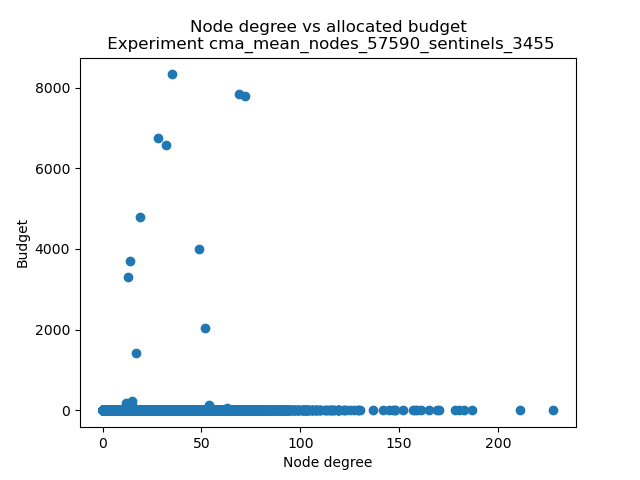 Node degree vs allocated budget
Experiment cma_mean_nodes_57590_sentinels_3455
8000
6000
4000
2000
0
Budget
0 50 100 150 200
Node degree